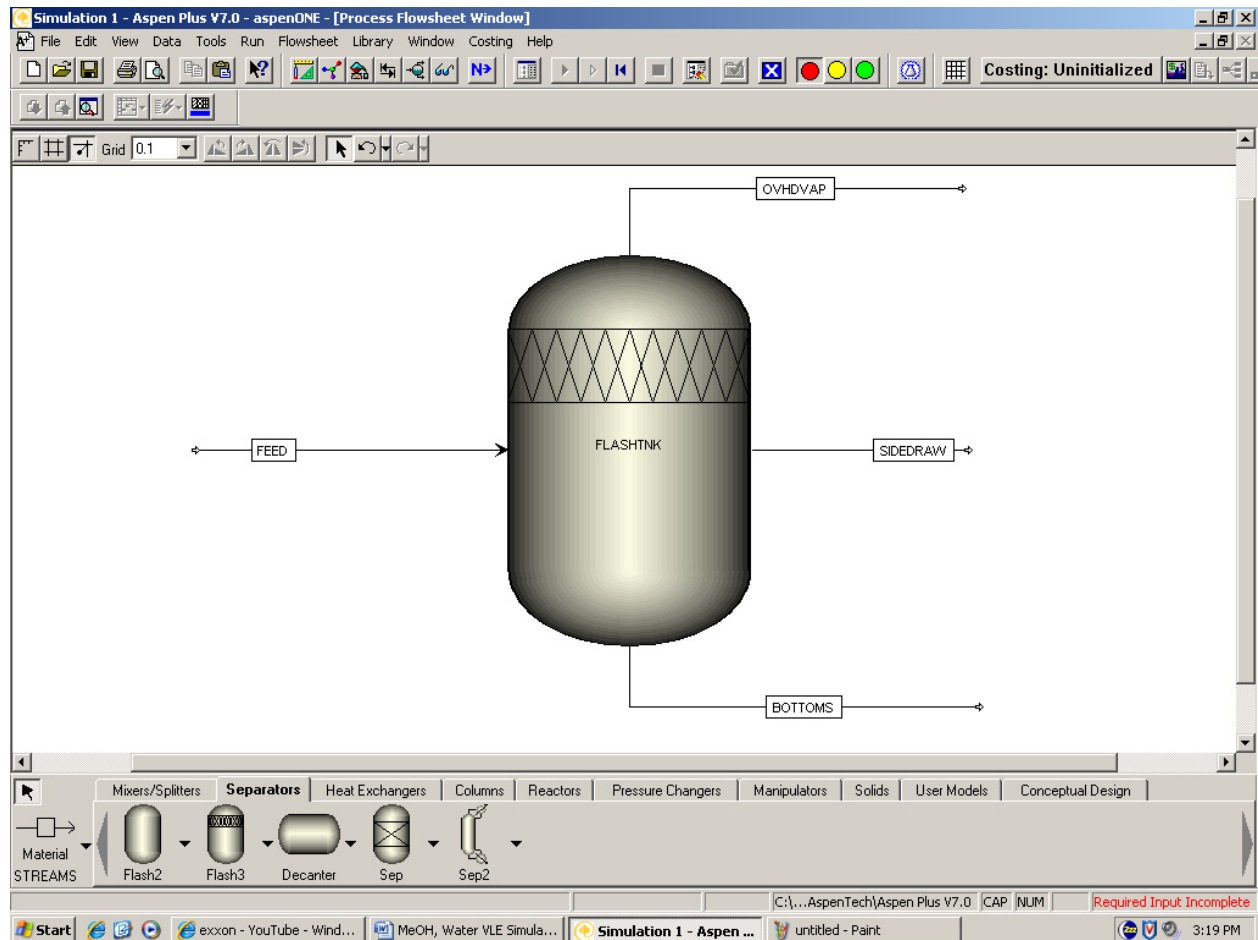 Simulation 1 - Aspen Plus V7.0 - aspenONE - [Process Flowsheet Window]
File Edit View Data Tools Run Flowsheet Library Window Costing Help
N> Costing: Uninitialized
Grid 0.1
OVHDVAP
FLASHTNK
FEED
SIDEDRAW
BOTTOMS
Mixers/Splitters Separators Heat Exchangers Columns Reactors Pressure Changers Manipulators Solids User Models Conceptual Design
Material
STREAMS Flash2 Flash3 Decanter Sep Sep2
C:\...AspenTech\Aspen Plus V7.0 CAP NUM Required Input Incomplete
Start exxon - YouTube - Wind... MeOH, Water VLE Simula... Simulation 1 - Aspen ... untitled - Paint 3:19 PM